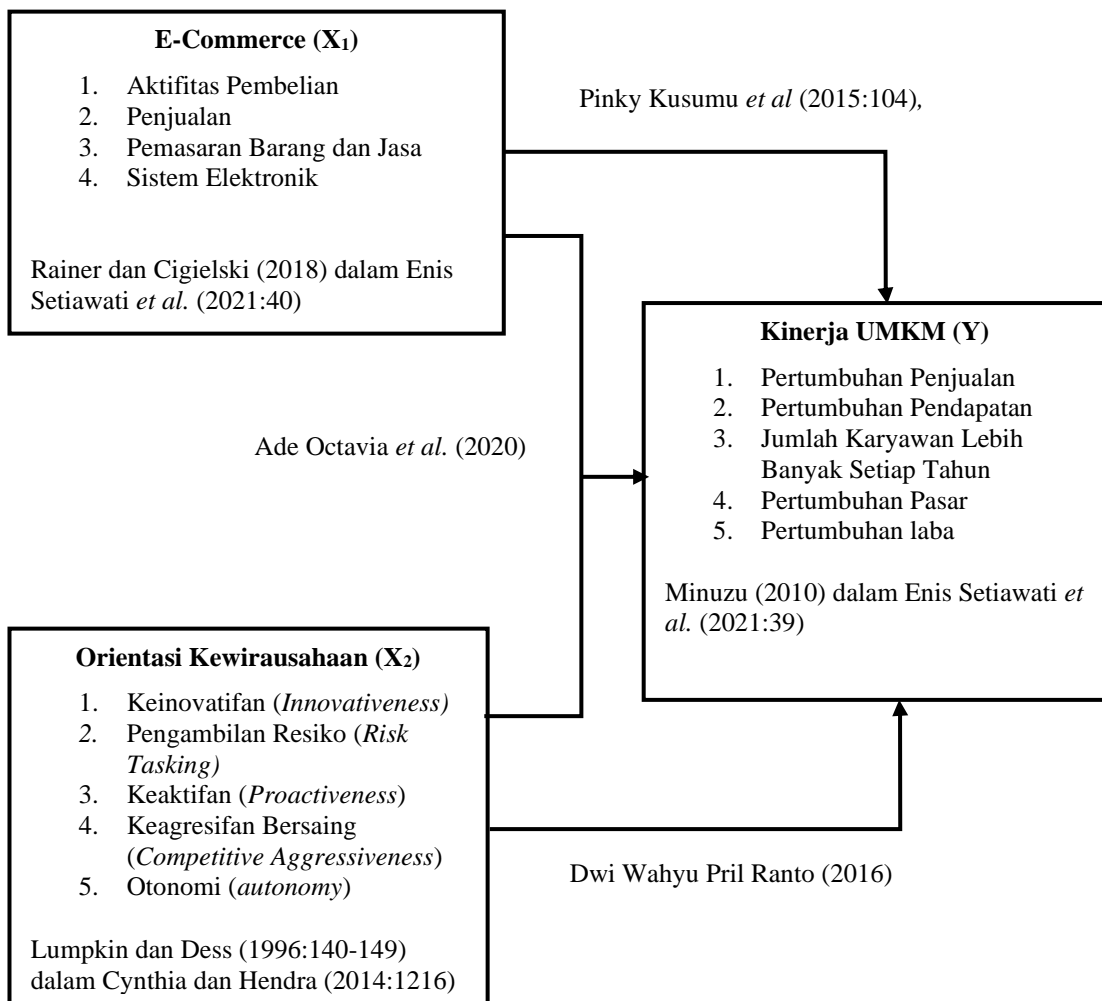 E-Commerce (X₁)
1. Aktifitas Pembelian
2. Penjualan
3. Pemasaran Barang dan Jasa
4. Sistem Elektronik
Rainer dan Cigielski (2018) dalam Enis
Setiawati et al. (2021:40)
Pinky Kusumu et al (2015:104),
Ade Octavia et al. (2020)
Kinerja UMKM (Y)
1. Pertumbuhan Penjualan
2. Pertumbuhan Pendapatan
3. Jumlah Karyawan Lebih
Banyak Setiap Tahun
4. Pertumbuhan Pasar
5. Pertumbuhan laba
Minuzu (2010) dalam Enis Setiawati et
al. (2021:39)
Orientasi Kewirausahaan (X₂)
1. Keinovatifan (Innovativeness)
2. Pengambilan Resiko (Risk
Tasking)
3. Keaktifan (Proactiveness)
4. Keagresifan Bersaing
(Competitive Aggressiveness)
5. Otonomi (autonomy)
Lumpkin dan Dess (1996:140-149)
dalam Cynthia dan Hendra (2014:1216)
Dwi Wahyu Pril Ranto (2016)